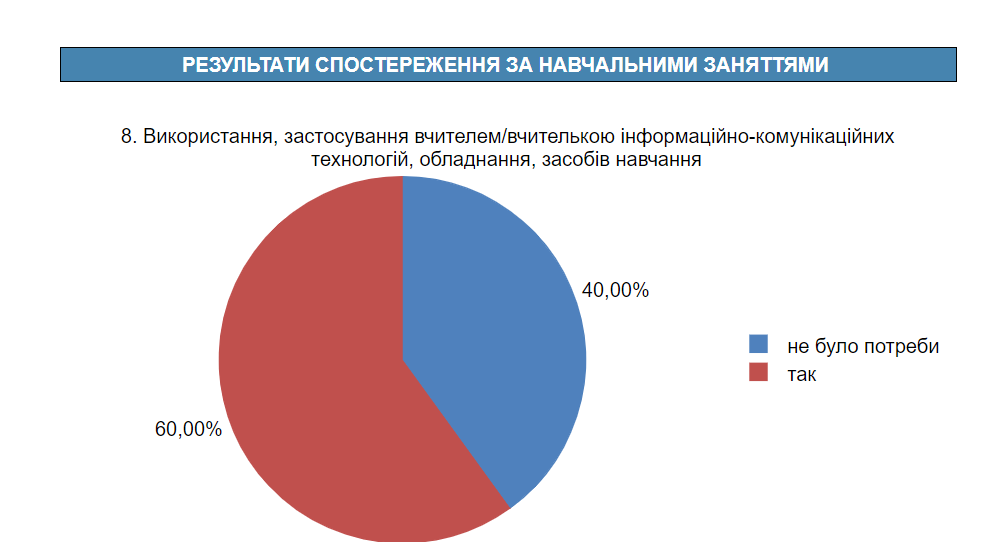 РЕЗУЛЬТАТИ СПОСТЕРЕЖЕННЯ ЗА НАВЧАЛЬНИМИ ЗАНЯТТЯМИ
8. Використання, застосування вчителем/вчителькою інформаційно-комунікаційних
технологій, обладнання, засобів навчання
40,00%
не було потреби
так
60,00%